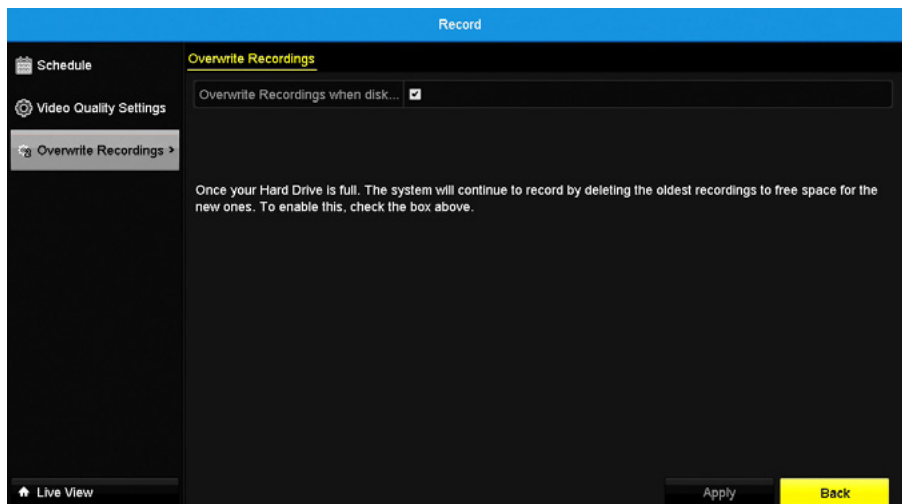 Record
Schedule
Video Quality Settings
Overwrite Recordings >
Live View
Overwrite Recordings
Overwrite Recordings when disk...
Once your Hard Drive is full. The system will continue to record by deleting the oldest recordings to free space for the
new ones. To enable this, check the box above.
Apply
Back